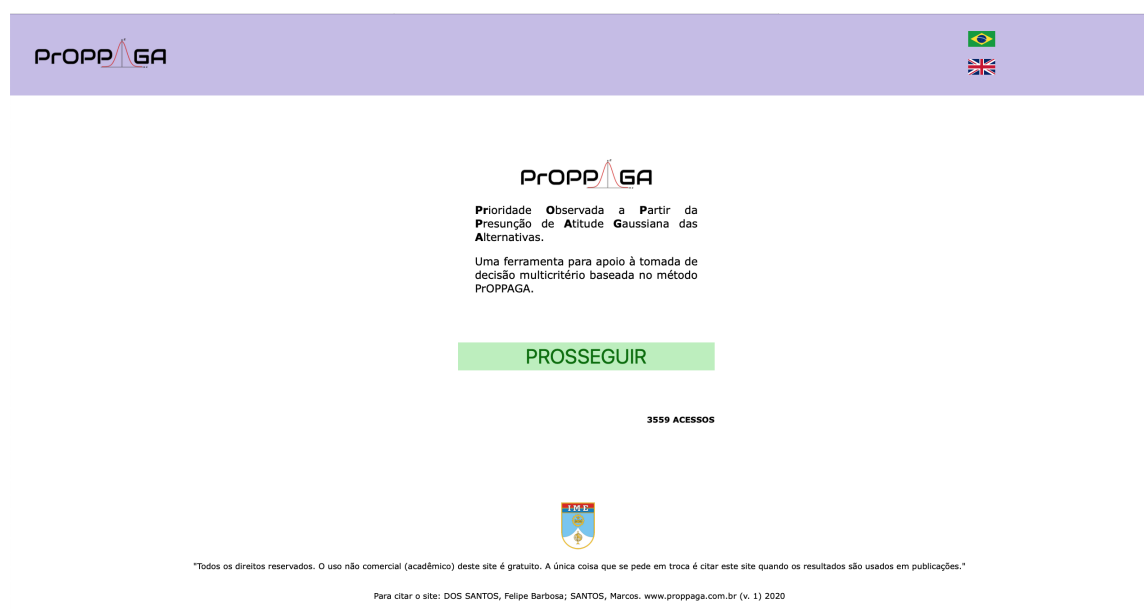 PrOPPAGA
PrOPPAGA
Prioridade Observada a Partir da
Presunção de Atitude Gaussiana das
Alternativas.
Uma ferramenta para apoio à tomada de
decisão multicritério baseada no método
PrOPPAGA.
PROSSEGUIR
3559 ACESSOS
IME
"Todos os direitos reservados. O uso não comercial (acadêmico) deste site é gratuito. A única coisa que se pede em troca é citar este site quando os resultados são usados em publicações."
Para citar o site: DOS SANTOS, Felipe Barbosa; SANTOS, Marcos. www.proppaga.com.br (v. 1) 2020